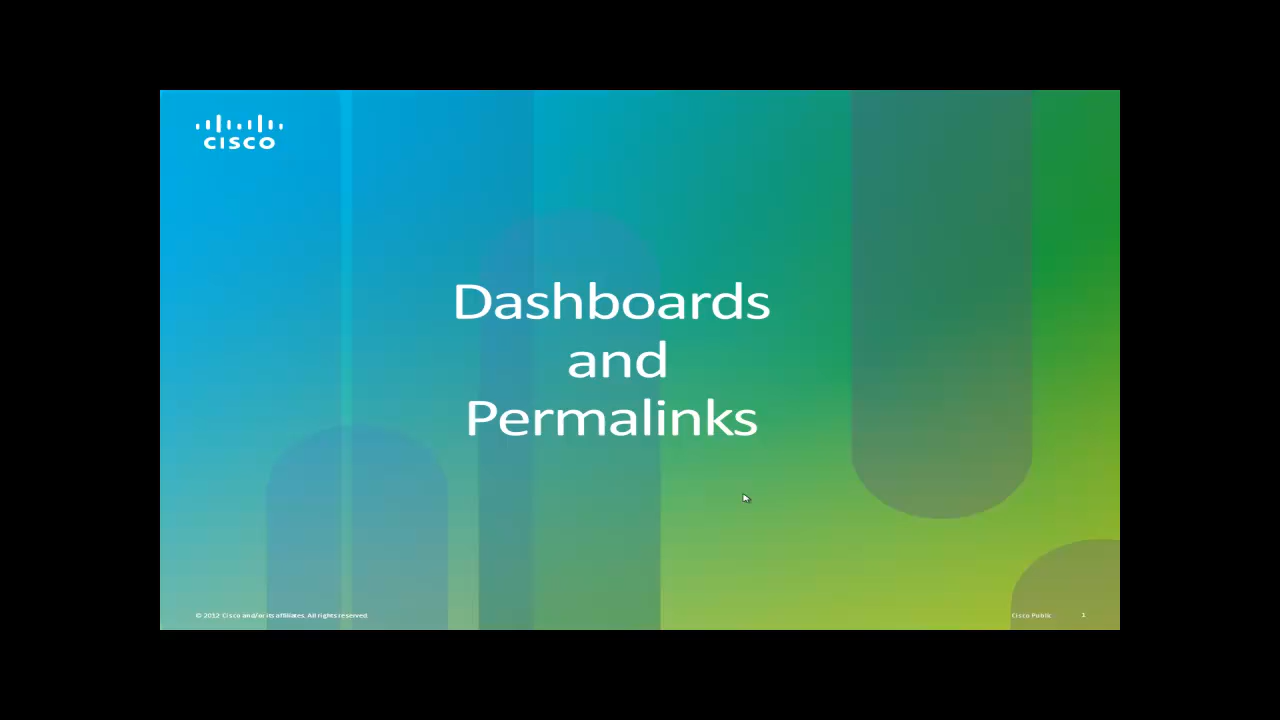 CISCO
Dashboards
and
Permalinks
© 2012 Cisco and/or its affiliates. All rights reserved.
Cisco Public
1